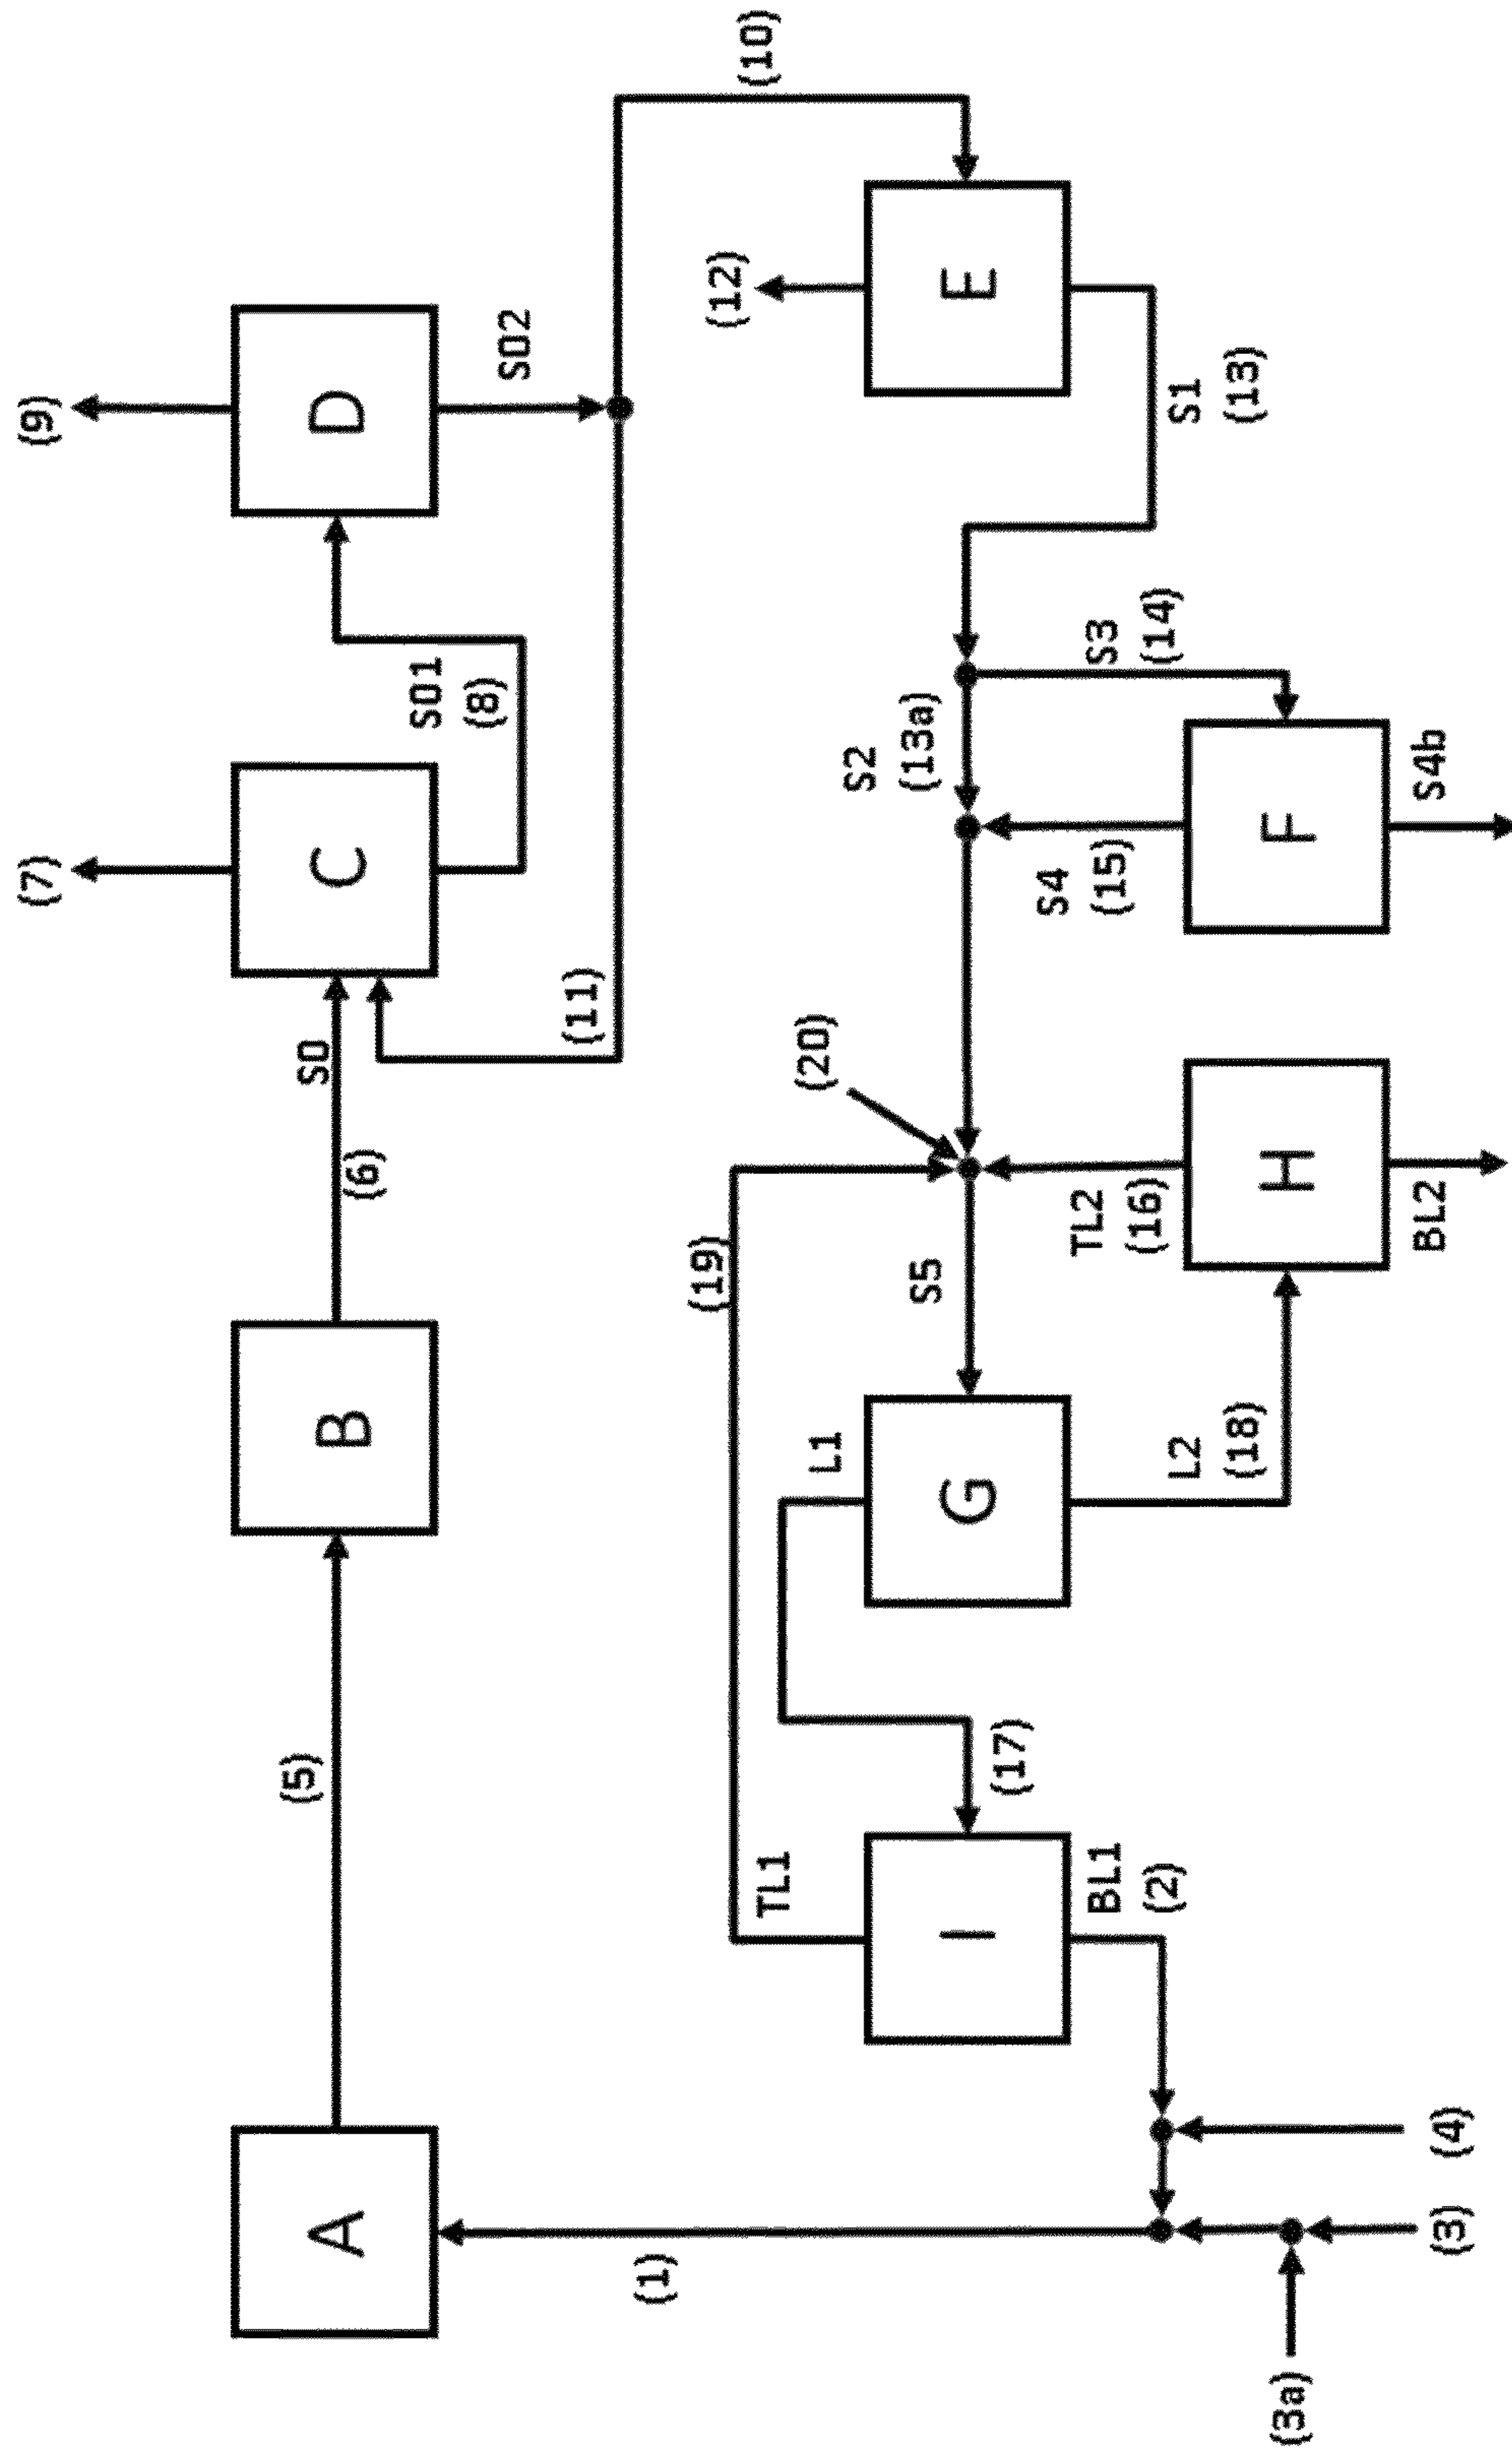 (7)
(9)
A
(5)
B
(6)
S0
C
S01
(8)
D
S02
(11)
(10)
(1)
TL1
(19)
L1
(20)
S2
(13a)
(12)
I
(17)
G
S5
E
BL1
(2)
L2
(18)
TL2
(16)
S4
(15)
S3
(14)
S1
(13)
H
F
(3a)
(3)
(4)
BL2
S4b